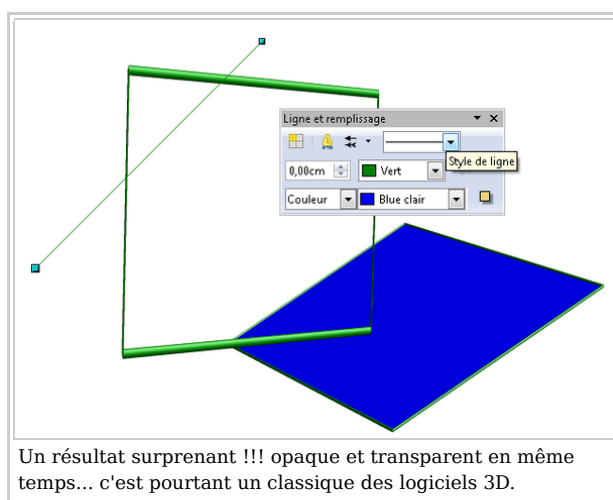 Ligne et remplissage
Style de ligne
0,00cm
Vert
Couleur
Blue clair
Un résultat surprenant !!! opaque et transparent en même
temps... c'est pourtant un classique des logiciels 3D.